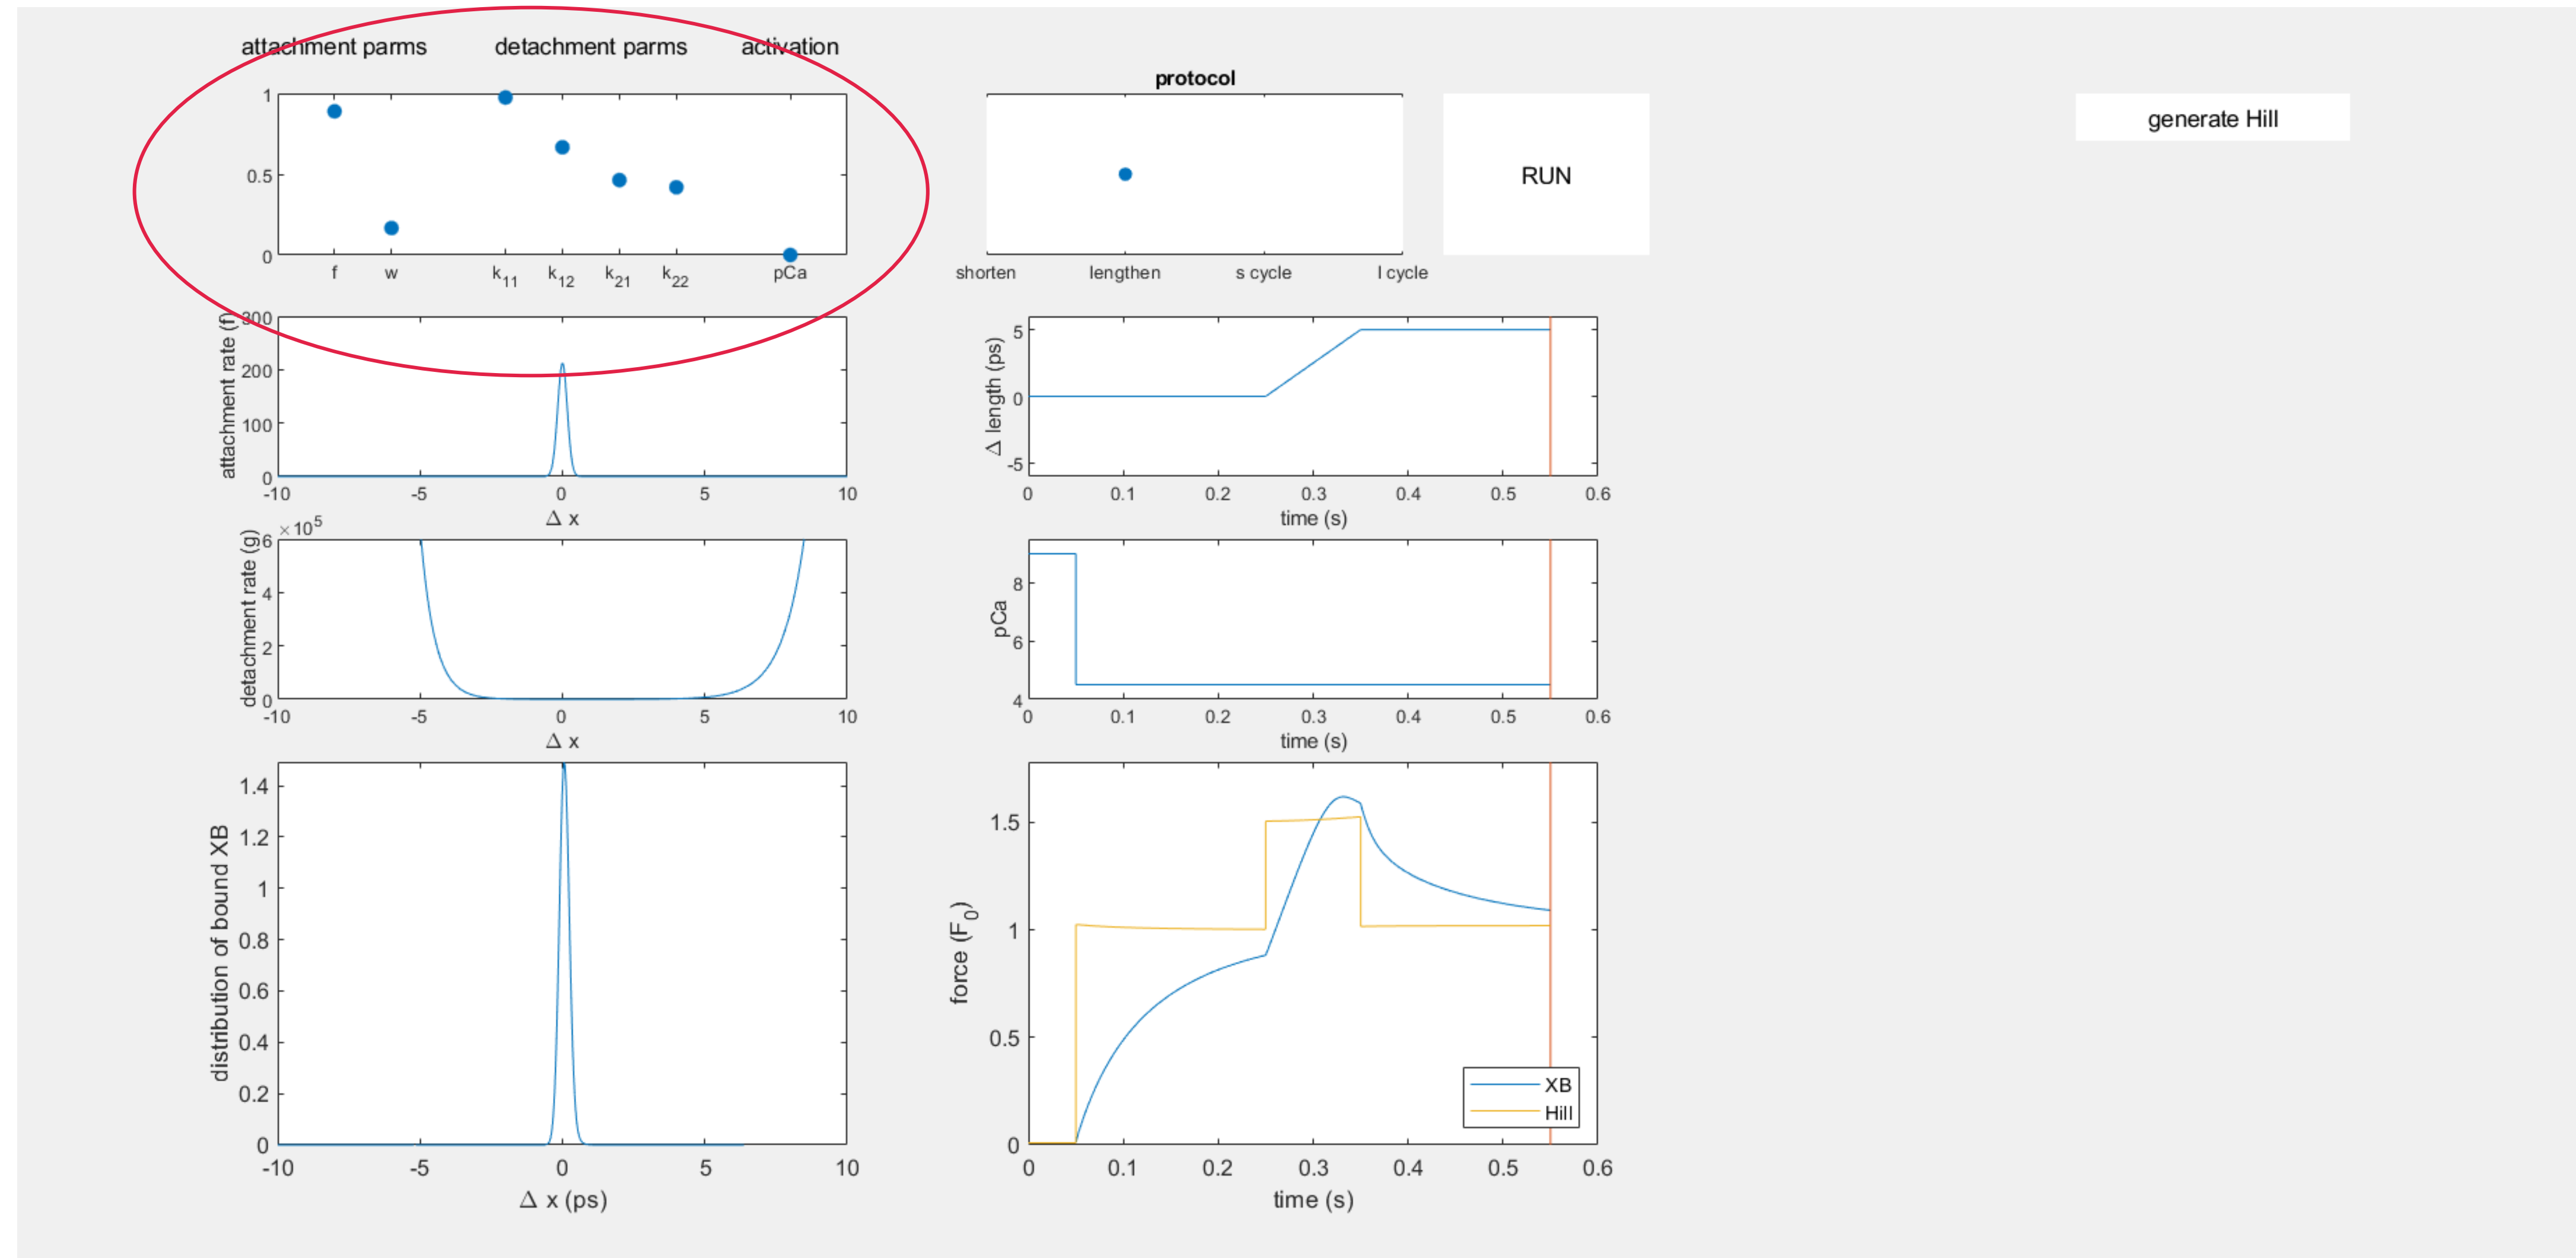 attachment parms detachment parms activation
1
0.5
0
f w k11 k12 k21 k22 pCa
protocol
shorten lengthen s cycle l cycle
RUN
generate Hill
attachment rate (f)
300
200
100
0
-10 -5 0 5 10
Δ x
Δ length (ps)
5
0
-5
0 0.1 0.2 0.3 0.4 0.5 0.6
time (s)
detachment rate (g)
×10^5
6
4
2
0
-10 -5 0 5 10
Δ x
pCa
8
6
4
0 0.1 0.2 0.3 0.4 0.5 0.6
time (s)
distribution of bound XB
1.4
1.2
1
0.8
0.6
0.4
0.2
0
-10 -5 0 5 10
Δ x (ps)
force (F0)
1.5
1
0.5
0
XB
Hill
0 0.1 0.2 0.3 0.4 0.5 0.6
time (s)